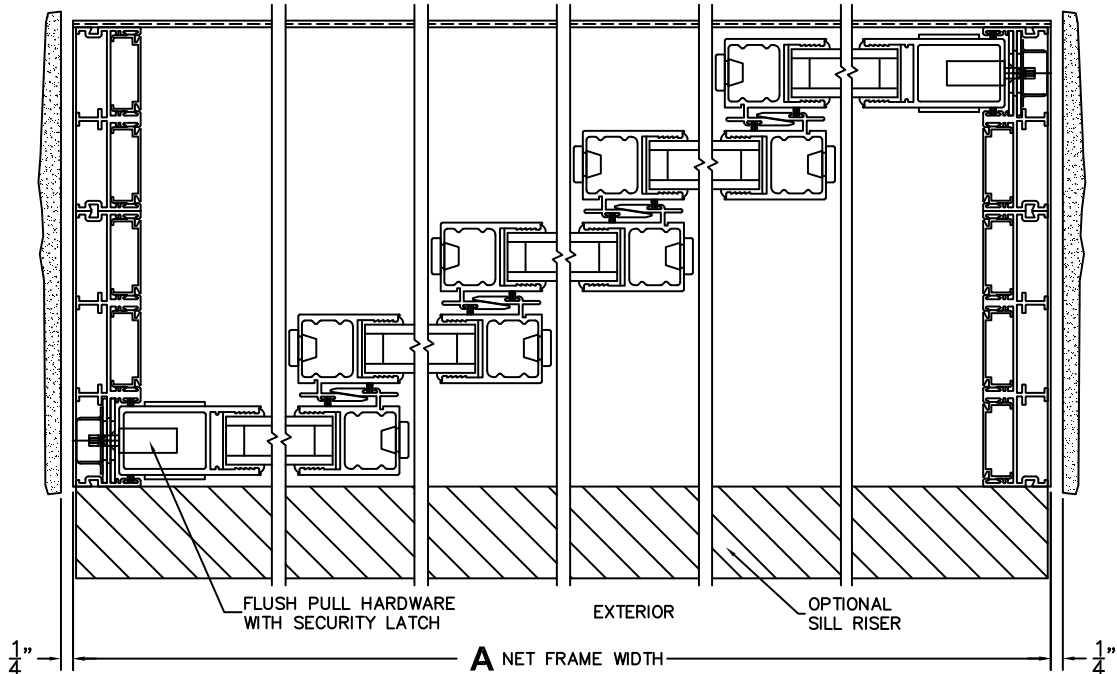 FLUSH PULL HARDWARE
WITH SECURITY LATCH
EXTERIOR
OPTIONAL
SILL RISER
1/4"
A NET FRAME WIDTH
1/4"